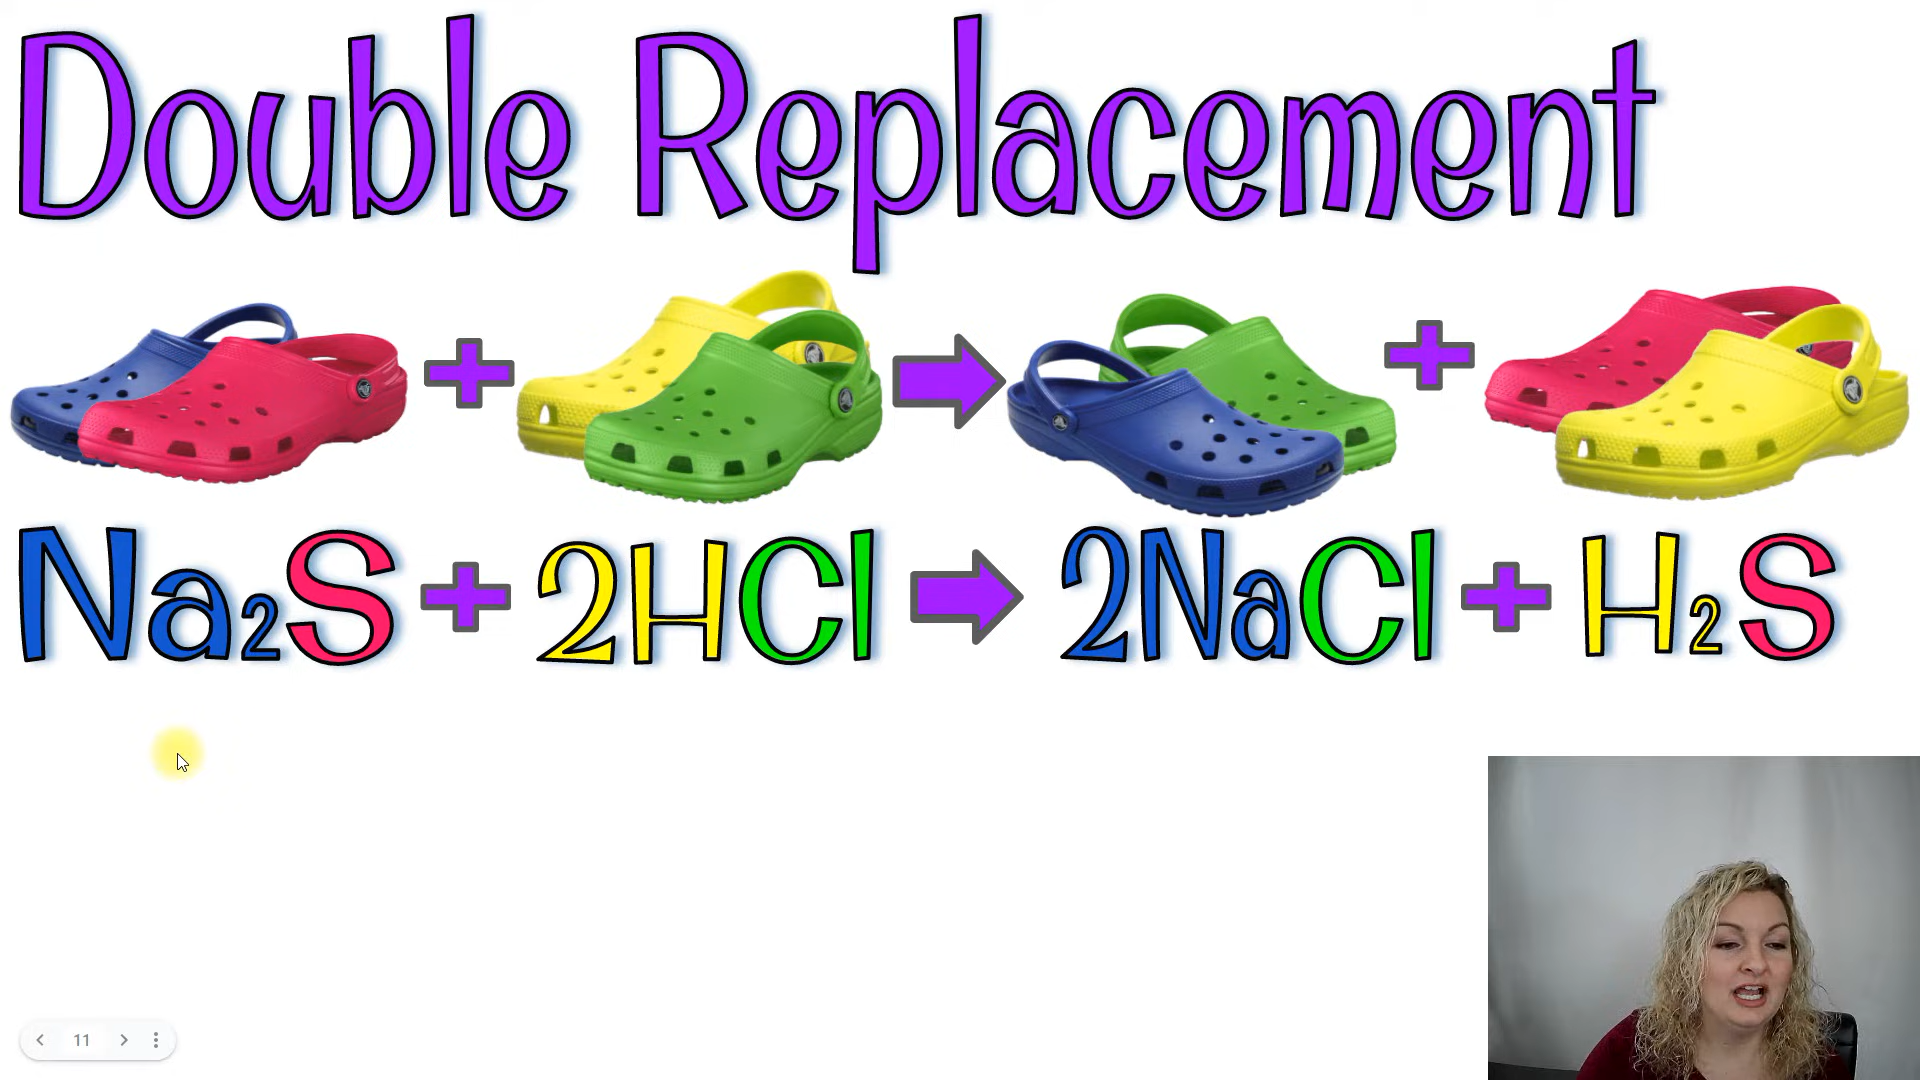 Double Replacement
Na2S + 2HCl → 2NaCl + H2S
11